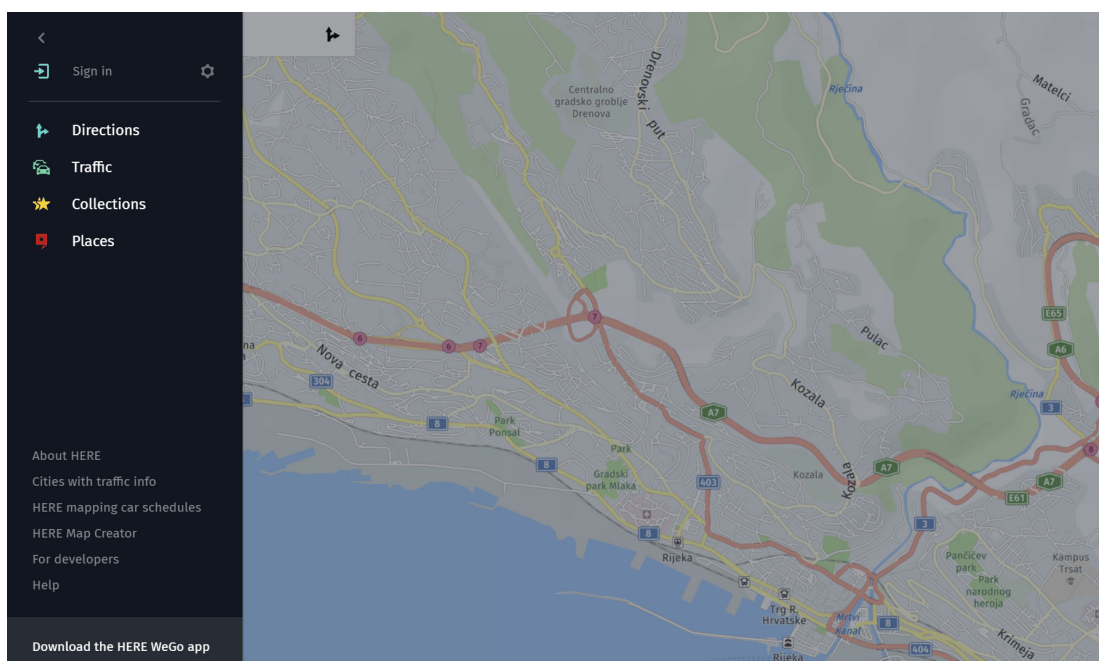 Sign in
Directions
Traffic
Collections
Places
About HERE
Cities with traffic info
HERE mapping car schedules
HERE Map Creator
For developers
Help
Download the HERE WeGo app
Drenovski put
Centralno
gradsko groblje
Drenova
Rječina
Matelci
Gradac
E65
A6
7
6
6
7
na
Nova cesta
304
8
Park
Ponsal
Pulac
Kozala
Rječina
3
A7
8
Park
Gradski
park Mlaka
403
Kozala
Kozala
A7
8
A7
E61
8
3
Rijeka
Pančićev
park
Park
narodnog
heroja
Kampus
Trsat
Trg R.
Hrvatske
Mrtvi
Kanal
8
Krimeja
404
Rijeka